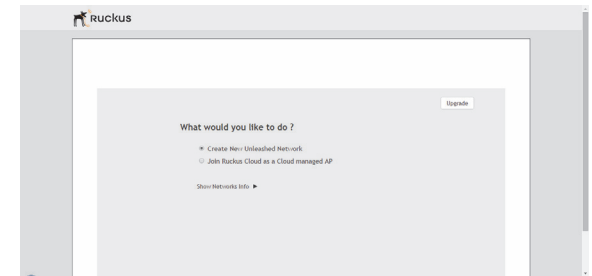 Ruckus
Upgrade
What would you like to do ?
Create New Unleashed Network
Join Ruckus Cloud as a Cloud managed AP
Show Networks Info ►